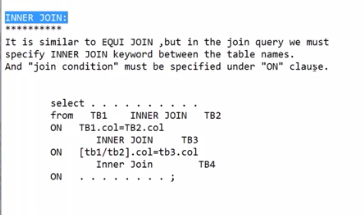 INNER JOIN:
**********
It is similar to EQUI JOIN ,but in the join query we must
specify INNER JOIN keyword between the table names.
And "join condition" must be specified under "ON" clause.
select . . . . . . . . . .
from TB1 INNER JOIN TB2
ON TB1.col=TB2.col
INNER JOIN TB3
ON [tb1/tb2].col=tb3.col
Inner Join TB4
ON . . . . . . . . ;